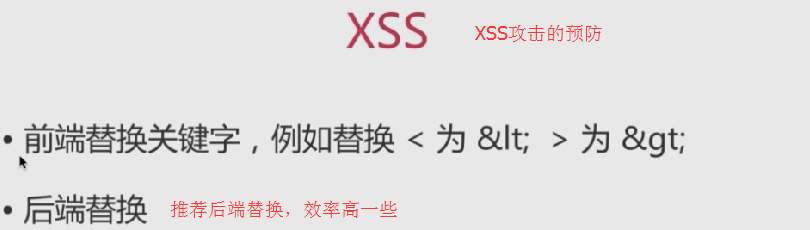 XSS XSS攻击的预防
• 前端替换关键字，例如替换 < 为 &lt; > 为 &gt;
• 后端替换 推荐后端替换，效率高一些